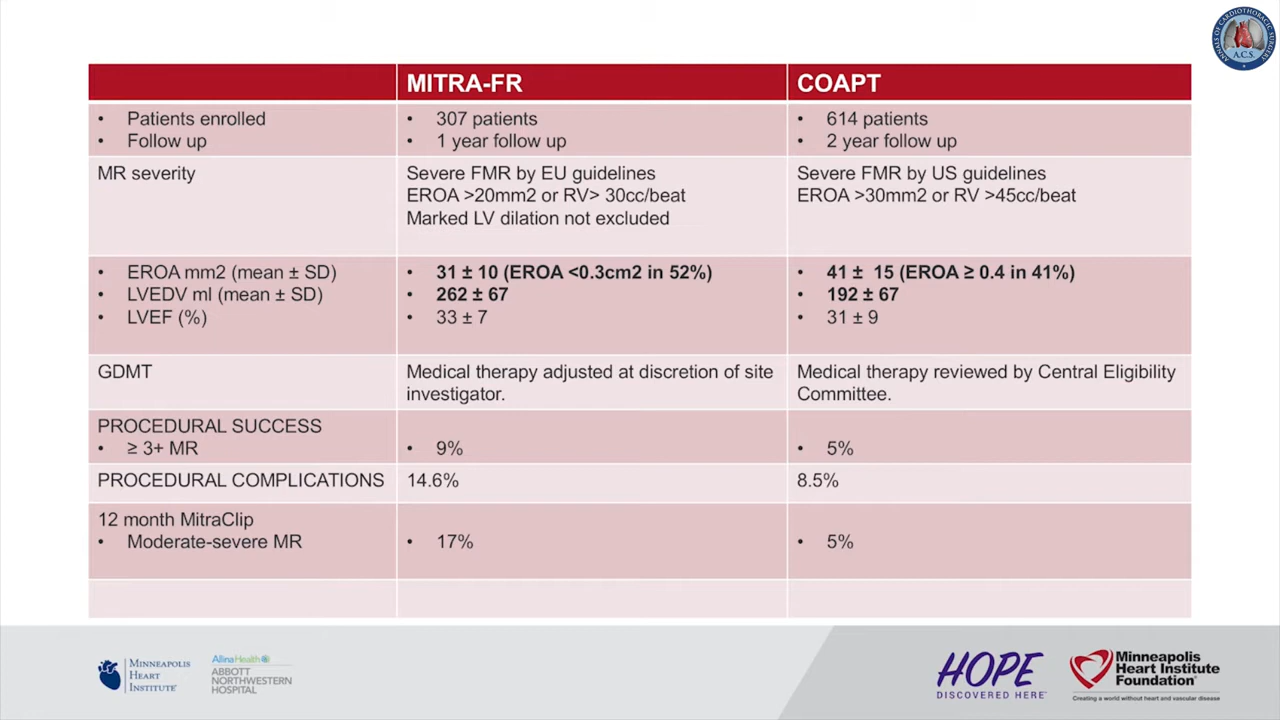 ANNALS OF CARDIOTHORACIC SURGERY
A.C.S.
MITRA-FR
COAPT
• Patients enrolled
• Follow up
• 307 patients
• 1 year follow up
• 614 patients
• 2 year follow up
MR severity
Severe FMR by EU guidelines
EROA >20mm2 or RV> 30cc/beat
Marked LV dilation not excluded
Severe FMR by US guidelines
EROA >30mm2 or RV >45cc/beat
• EROA mm2 (mean ± SD)
• LVEDV ml (mean ± SD)
• LVEF (%)
• 31 ± 10 (EROA <0.3cm2 in 52%)
• 262 ± 67
• 33 ± 7
• 41 ± 15 (EROA ≥ 0.4 in 41%)
• 192 ± 67
• 31 ± 9
GDMT
Medical therapy adjusted at discretion of site
investigator.
Medical therapy reviewed by Central Eligibility
Committee.
PROCEDURAL SUCCESS
• ≥ 3+ MR
• 9%
• 5%
PROCEDURAL COMPLICATIONS
14.6%
8.5%
12 month MitraClip
• Moderate-severe MR
• 17%
• 5%
MINNEAPOLIS
HEART
INSTITUTE
Allina Health
ABBOTT
NORTHWESTERN
HOSPITAL
HOPE
DISCOVERED HERE™
Minneapolis
Heart Institute
Foundation®
Creating a world without heart and vascular disease